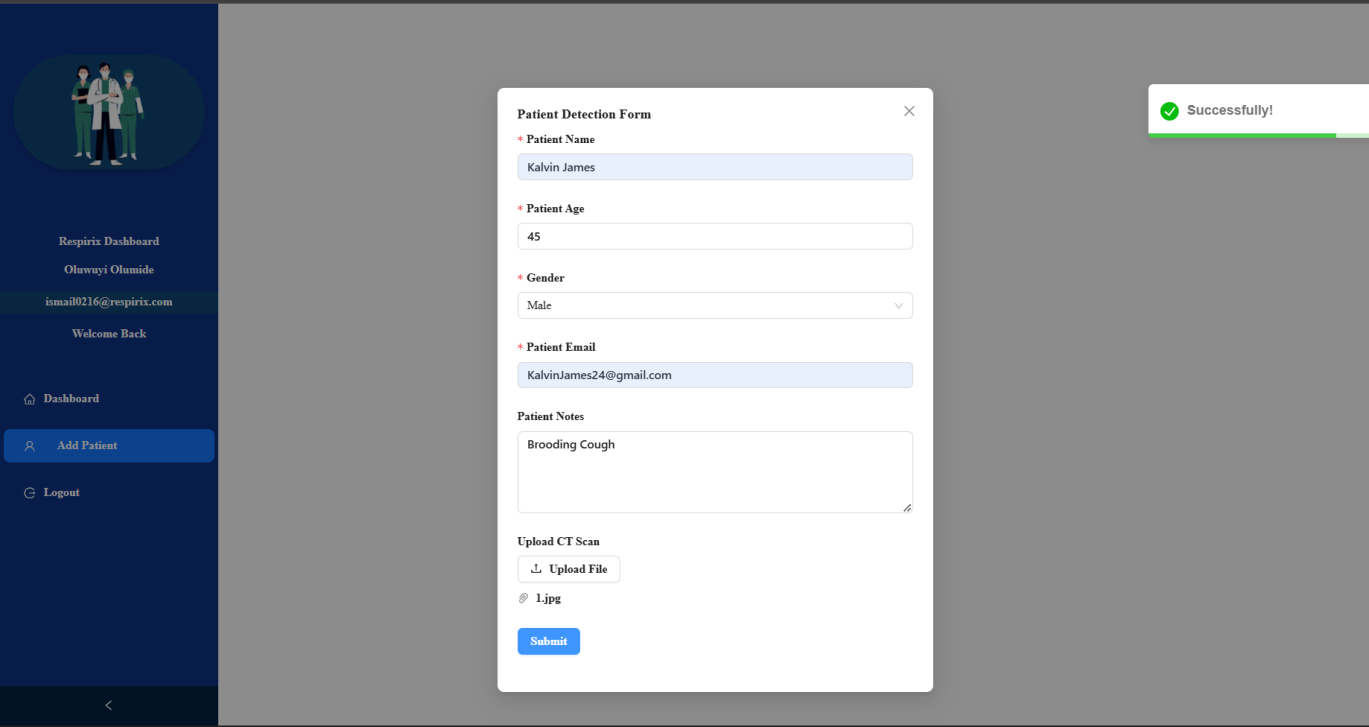 Respirix Dashboard
Oluwuyi Olumide
ismail0216@respirix.com
Welcome Back
Dashboard
Add Patient
Logout
Patient Detection Form
* Patient Name
Kalvin James
* Patient Age
45
* Gender
Male
* Patient Email
KalvinJames24@gmail.com
Patient Notes
Brooding Cough
Upload CT Scan
Upload File
1.jpg
Submit
Successfully!